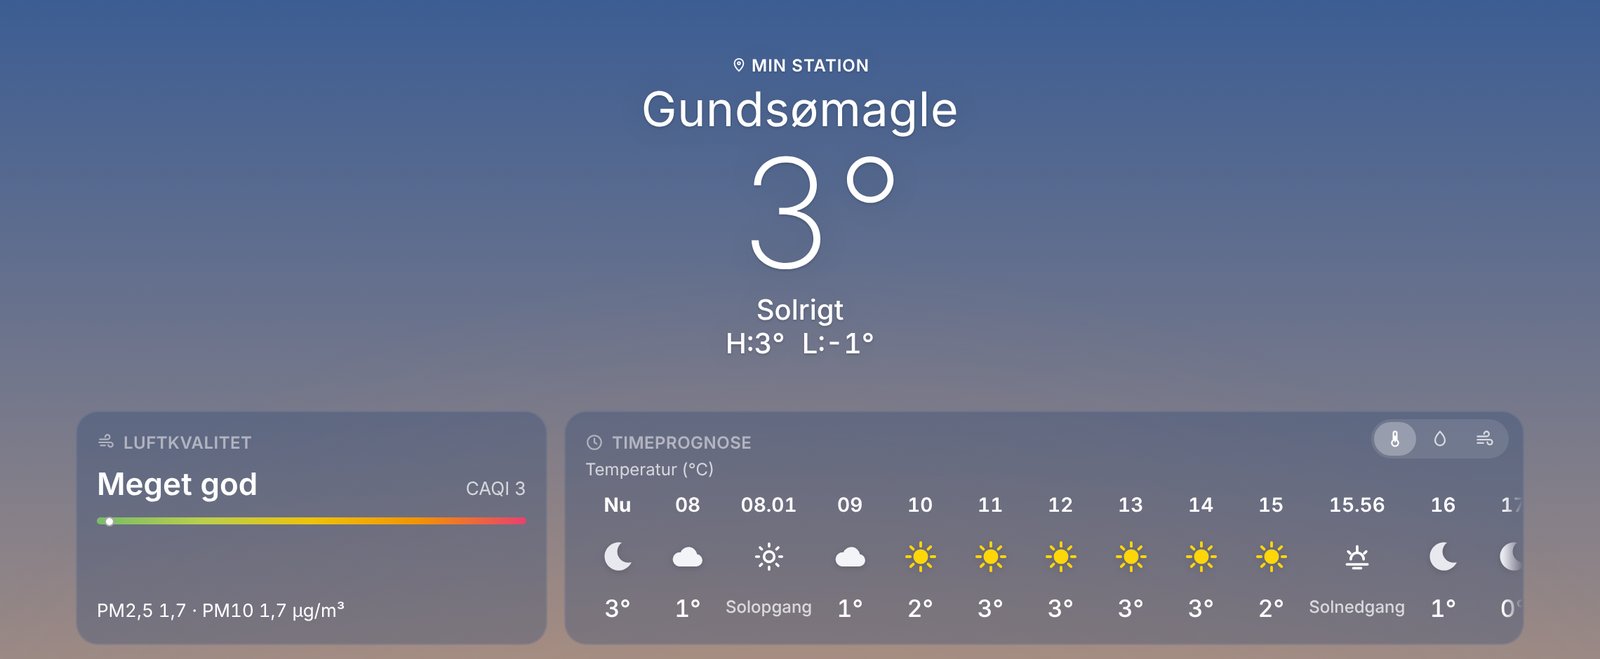 MIN STATION
Gundsømagle
3°
Solrigt
H:3° L:-1°
LUFTKVALITET
Meget god
CAQI 3
PM2,5 1,7 · PM10 1,7 µg/m³
TIMEPROGNOSE
Temperatur (°C)
Nu 08 08.01 09 10 11 12 13 14 15 15.56 16 17
3° 1° Solopgang 1° 2° 3° 3° 3° 3° 2° Solnedgang 1° 0°